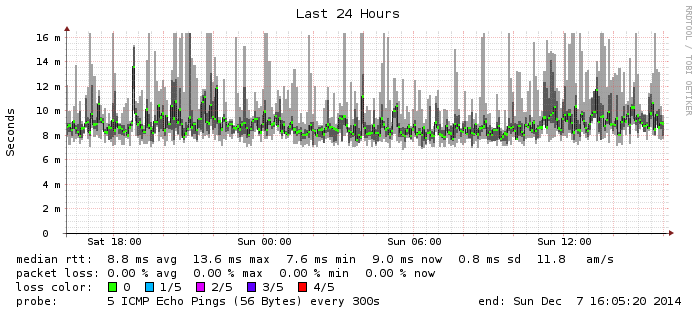 Last 24 Hours
RRDTOOL / TOBI OETIKER
Seconds
16 m
14 m
12 m
10 m
8 m
6 m
4 m
2 m
0
Sat 18:00 Sun 00:00 Sun 06:00 Sun 12:00
median rtt: 8.8 ms avg 13.6 ms max 7.6 ms min 9.0 ms now 0.8 ms sd 11.8 am/s
packet loss: 0.00 % avg 0.00 % max 0.00 % min 0.00 % now
loss color: 0 1/5 2/5 3/5 4/5
probe: 5 ICMP Echo Pings (56 Bytes) every 300s end: Sun Dec 7 16:05:20 2014